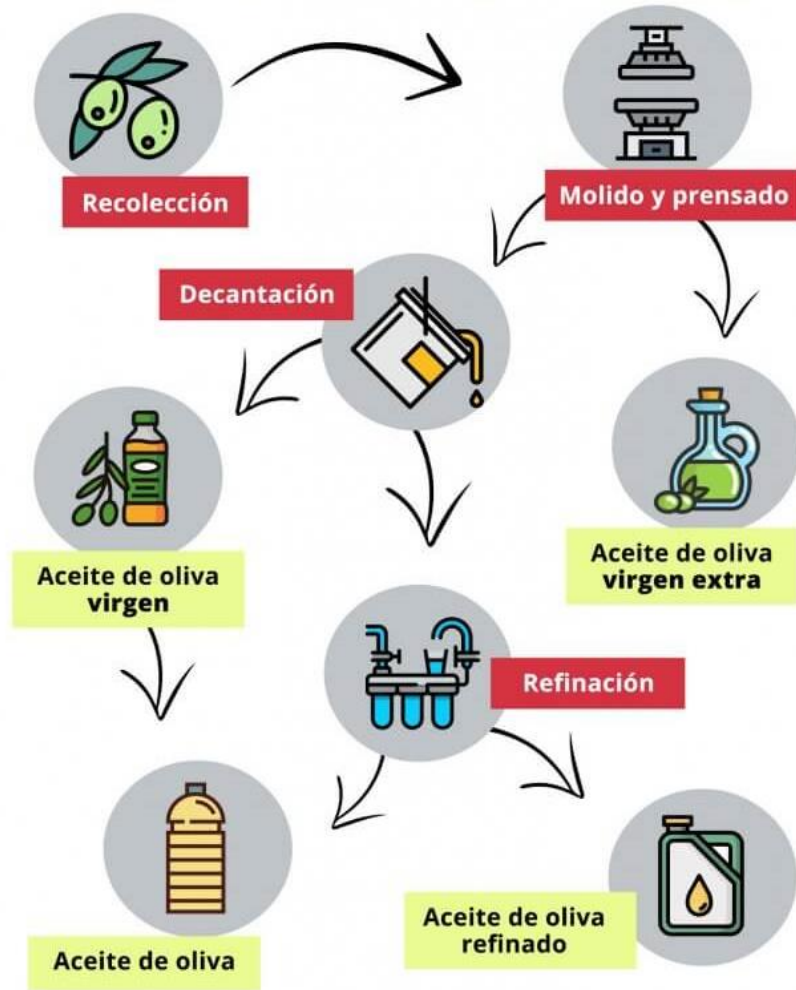 Recolección
Molido y prensado
Decantación
Aceite de oliva
virgen
Aceite de oliva
virgen extra
Refinación
Aceite de oliva
Aceite de oliva
refinado